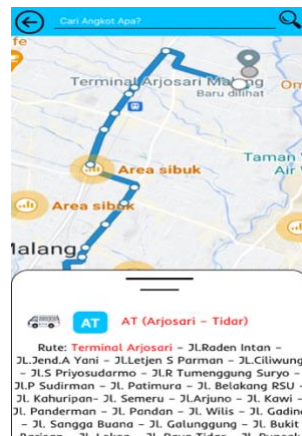 Cari Angkot Apa?
fe
Terminal Arjosari Malang
Baru dilihat
Om
Taman
Air
Area sibuk
Area sibuk
Malang
AT
AT (Arjosari – Tidar)
Rute: Terminal Arjosari – Jl.Raden Intan –
JL.Jend.A Yani – JL.Letjen S Parman – JL.Ciliwung
– JL.S Priyosudarmo – JL.R Tumenggung Suryo –
Jl.P Sudirman – JL. Patimura – JL. Belakang RSU –
JL. Kahuripan– JL. Semeru – JL.Arjuno – JL. Kawi –
JL. Panderman – JL. Pandan – JL. Wilis – JL. Gading
– JL. Sangga Buana – JL. Galunggung – JL. Bukit